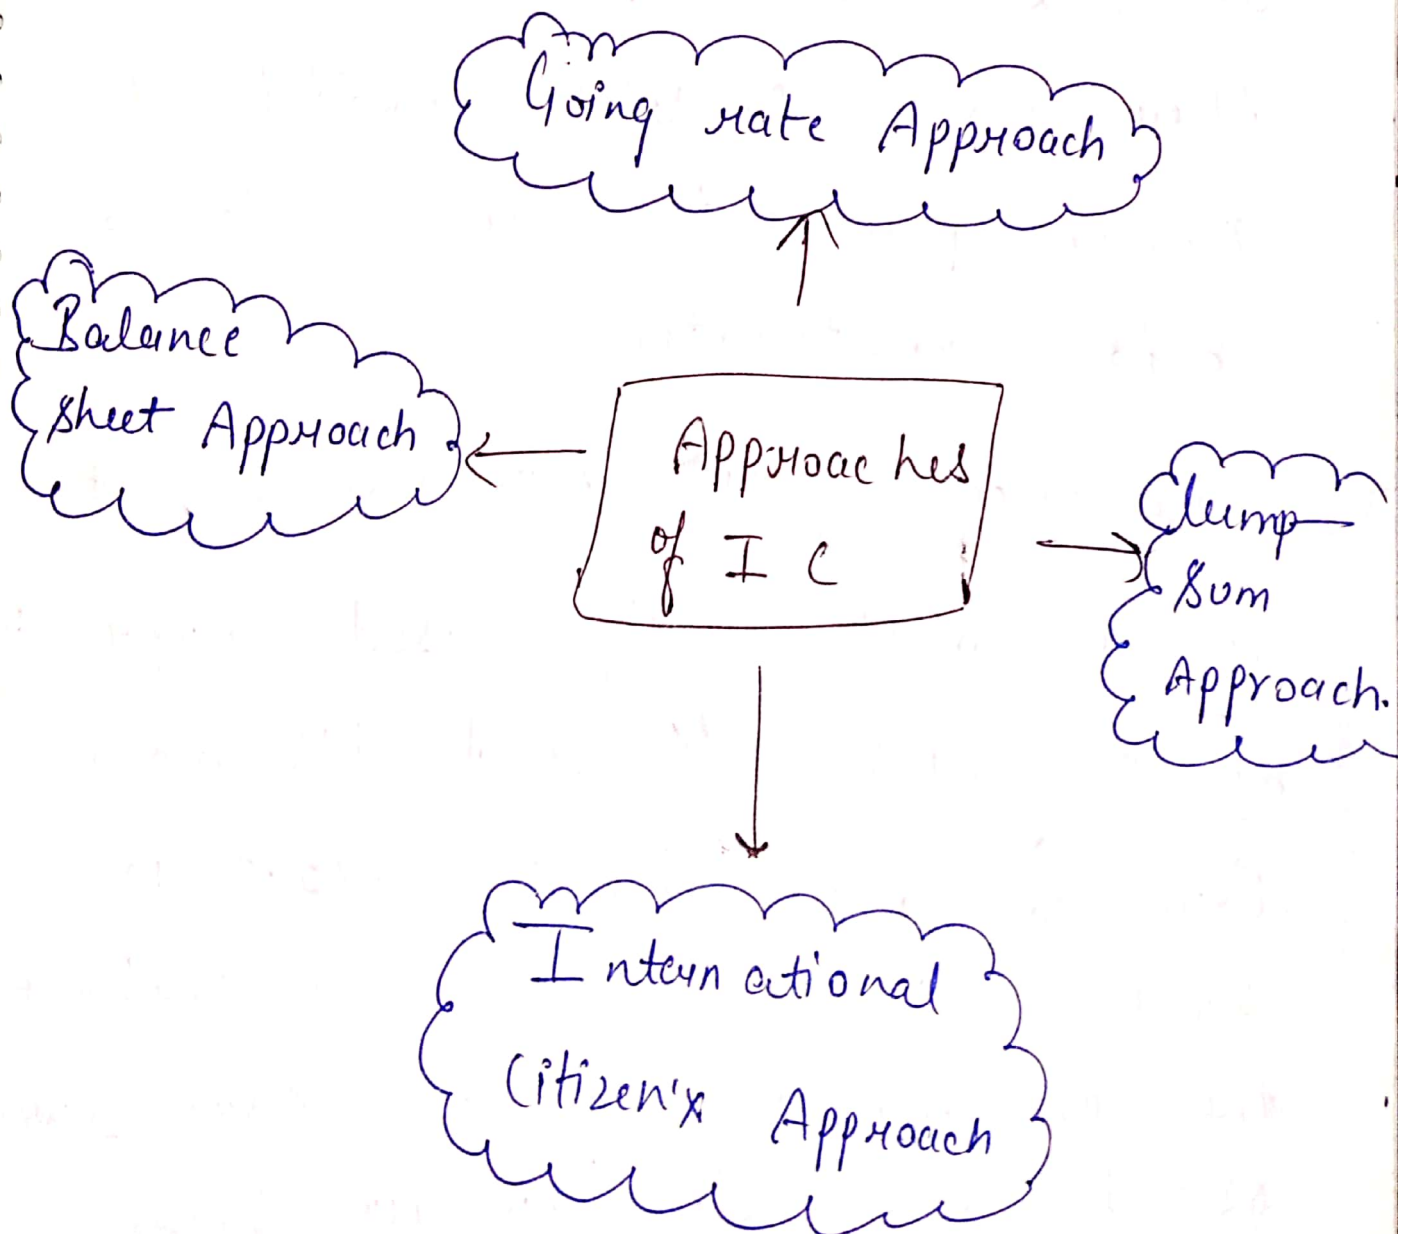 Going rate Approach
Balance
sheet Approach
Approaches
of I C
Lump
Sum
Approach.
International
Citizen's Approach